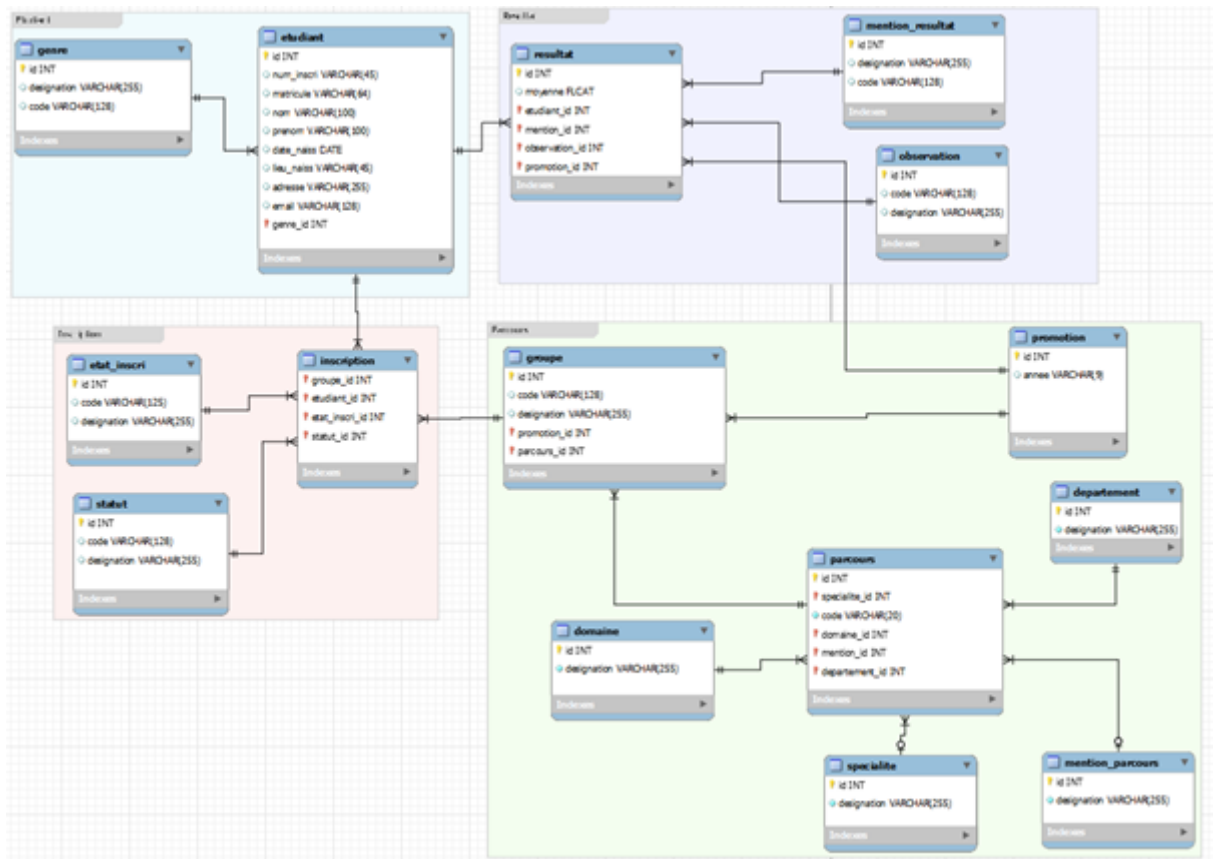 genre
id INT
designation VARCHAR(255)
code VARCHAR(128)
Indexes
etudiant
id INT
num_inscri VARCHAR(45)
matricule VARCHAR(64)
nom VARCHAR(100)
prenom VARCHAR(100)
date_naiss DATE
lieu_naiss VARCHAR(45)
adresse VARCHAR(255)
email VARCHAR(128)
genre_id INT
Indexes
resultat
id INT
moyenne FLOAT
etudiant_id INT
mention_id INT
observation_id INT
promotion_id INT
Indexes
mention_resultat
id INT
designation VARCHAR(255)
code VARCHAR(128)
Indexes
observation
id INT
code VARCHAR(128)
designation VARCHAR(255)
Indexes
etat_inscri
id INT
code VARCHAR(125)
designation VARCHAR(255)
Indexes
inscription
groupe_id INT
etudiant_id INT
etat_inscri_id INT
statut_id INT
Indexes
statut
id INT
code VARCHAR(128)
designation VARCHAR(255)
Indexes
Parcours
groupe
id INT
code VARCHAR(128)
designation VARCHAR(255)
promotion_id INT
parcours_id INT
Indexes
promotion
id INT
annee VARCHAR(9)
Indexes
departement
id INT
designation VARCHAR(255)
Indexes
parcours
id INT
specialite_id INT
code VARCHAR(20)
domaine_id INT
mention_id INT
departement_id INT
Indexes
domaine
id INT
designation VARCHAR(255)
Indexes
specialite
id INT
designation VARCHAR(255)
Indexes
mention_parcours
id INT
designation VARCHAR(255)
Indexes